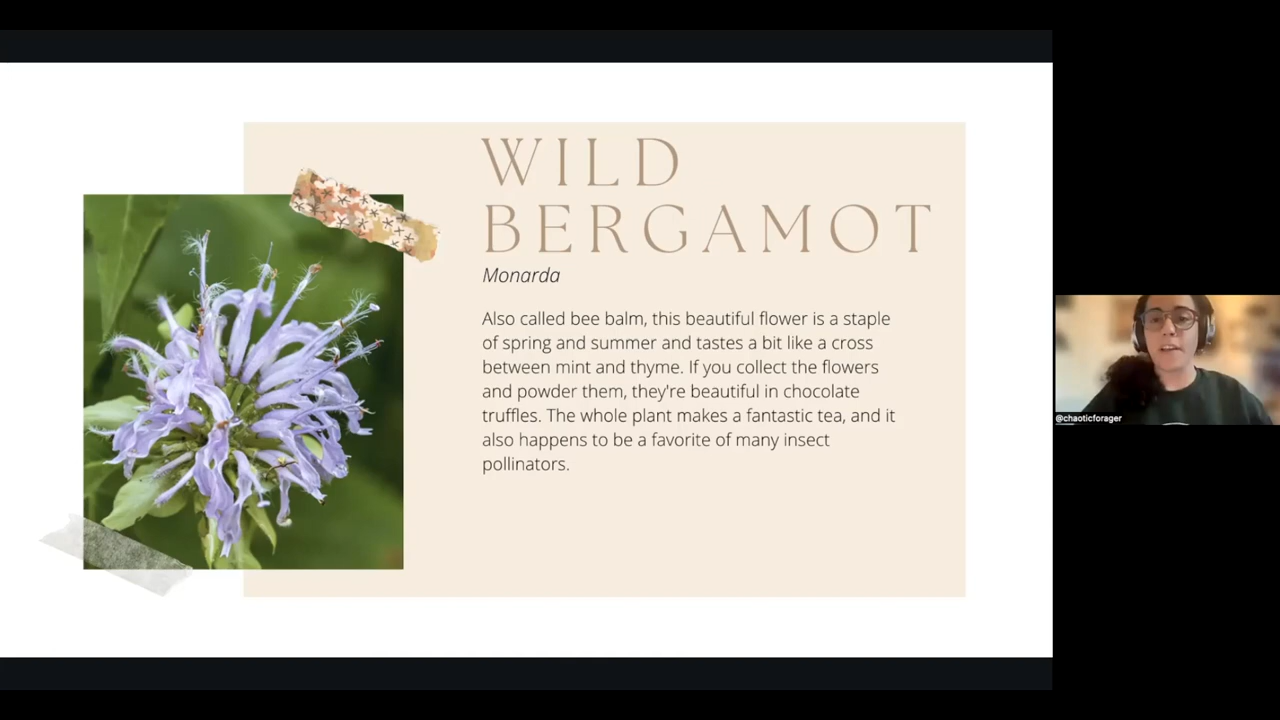 WILD
BERGAMOT
Monarda
Also called bee balm, this beautiful flower is a staple
of spring and summer and tastes a bit like a cross
between mint and thyme. If you collect the flowers
and powder them, they're beautiful in chocolate
truffles. The whole plant makes a fantastic tea, and it
also happens to be a favorite of many insect
pollinators.
@chaoticforager